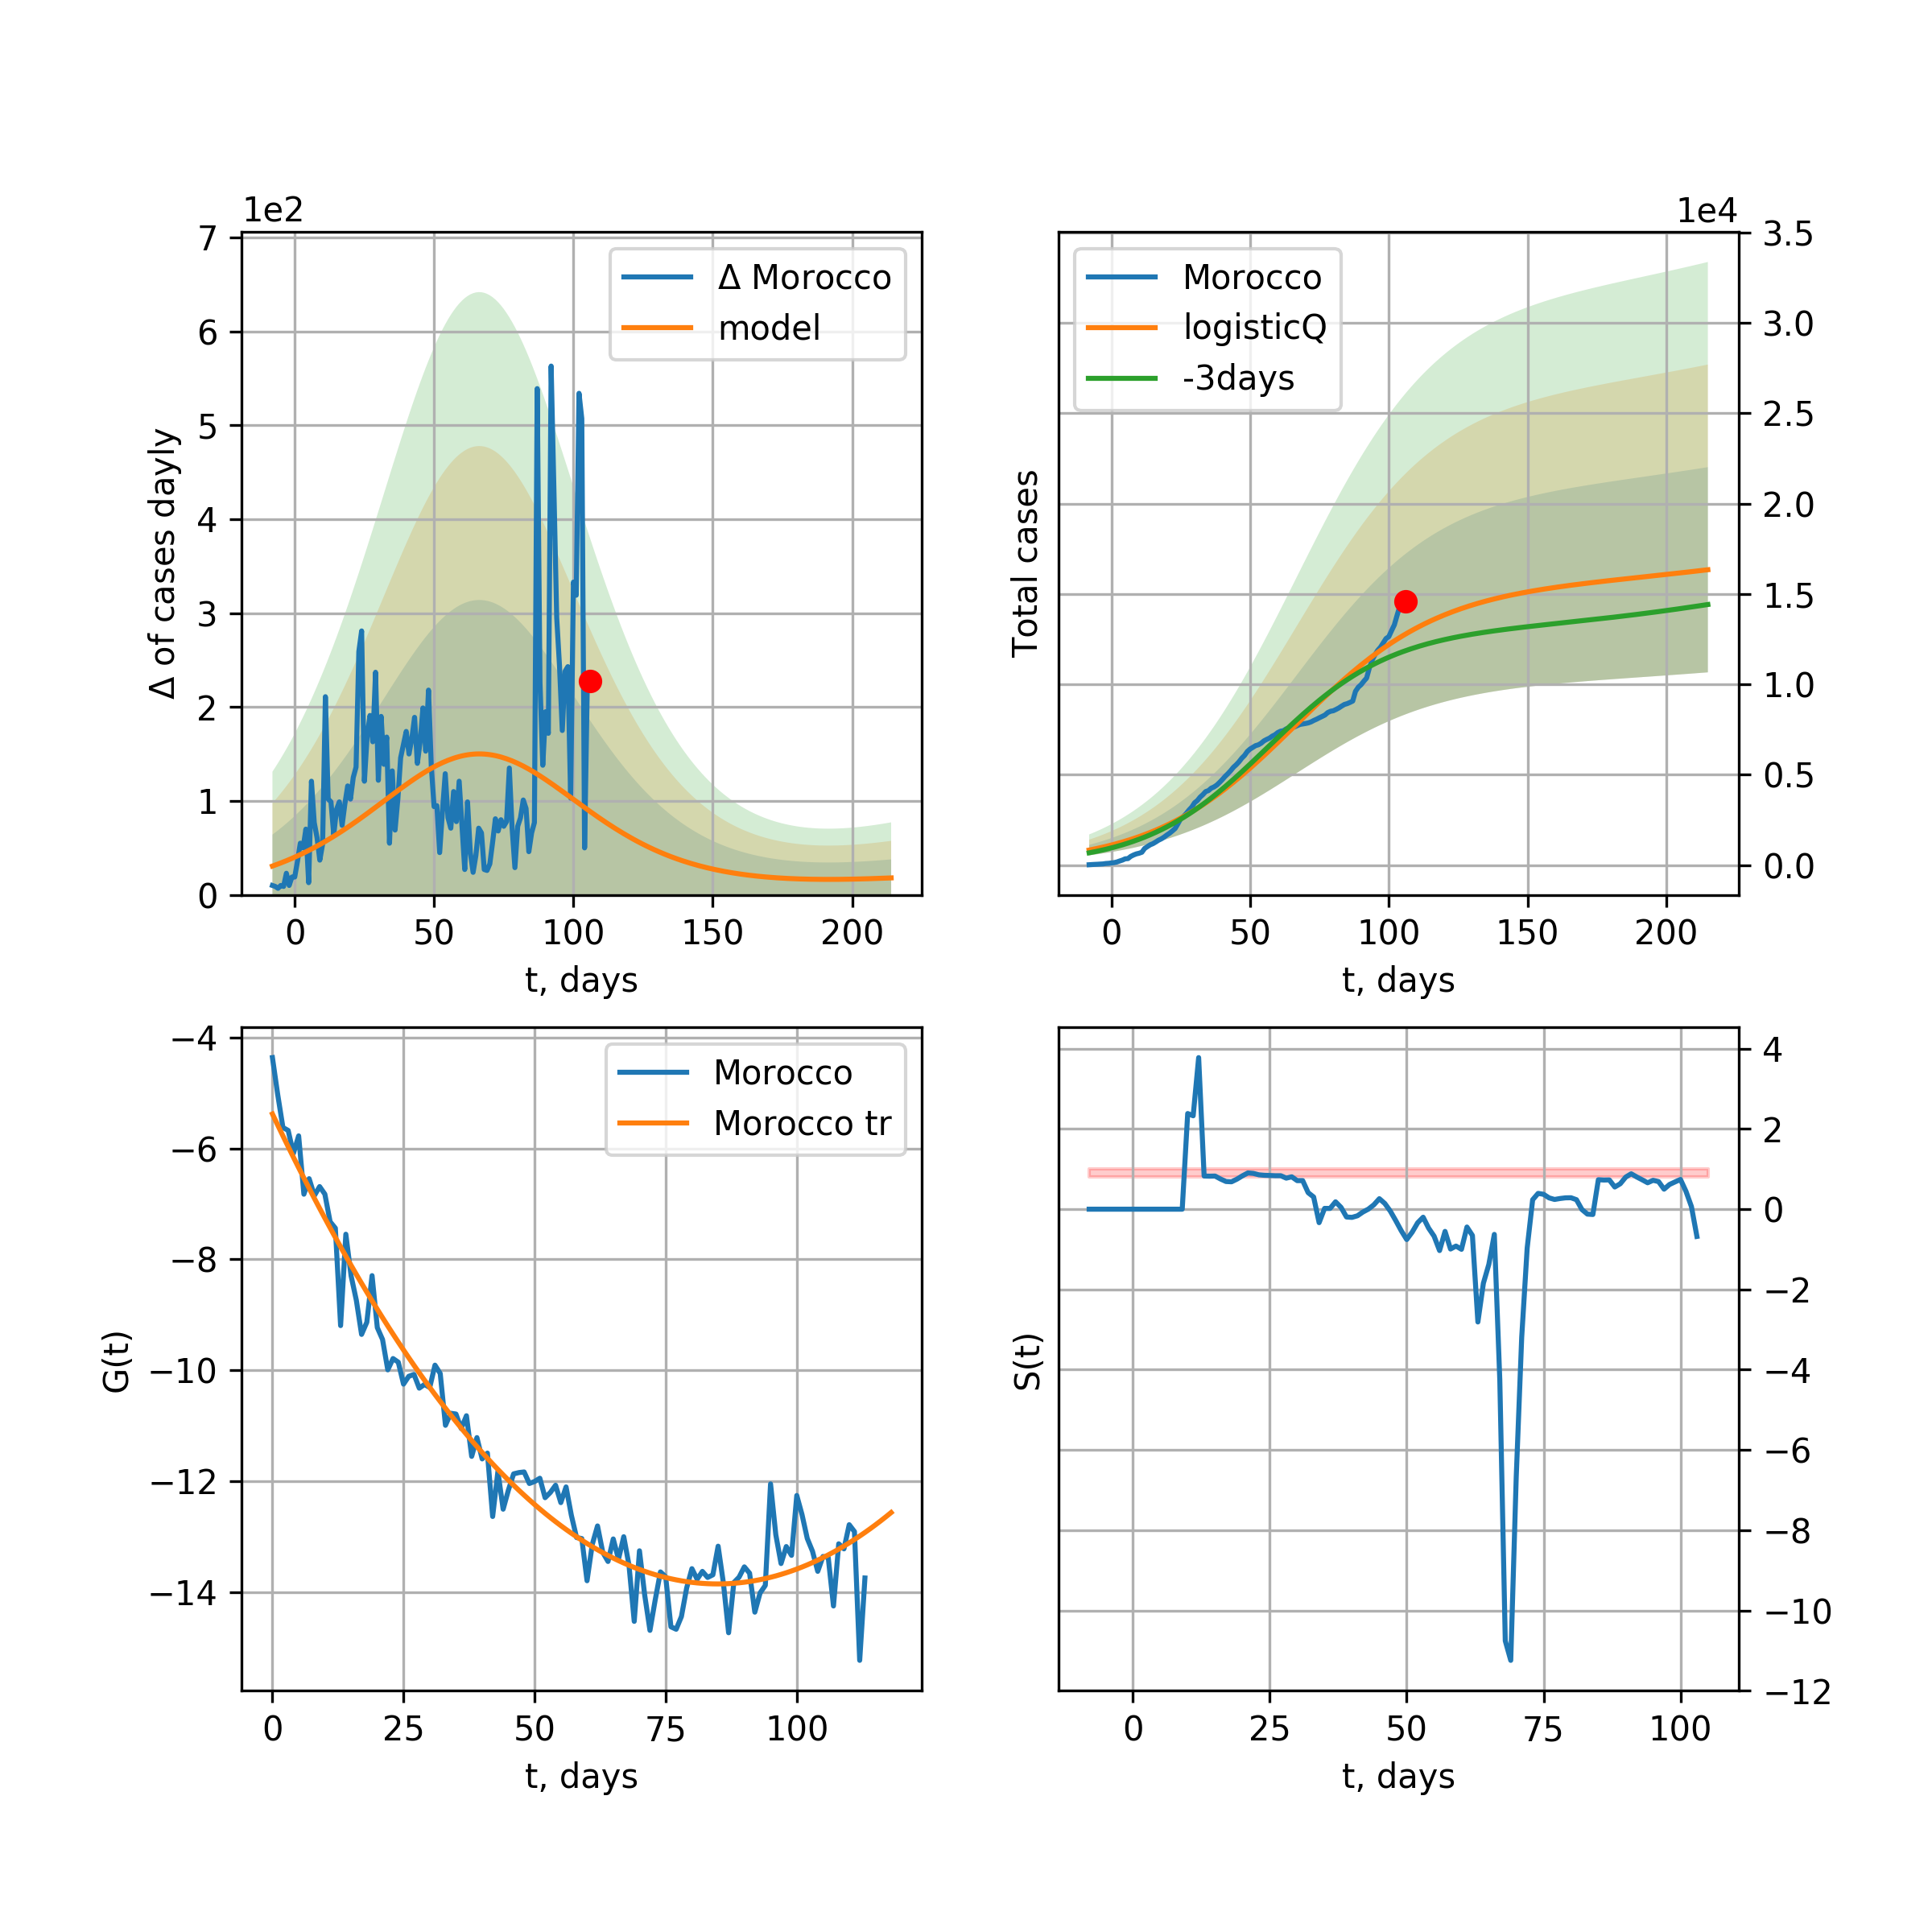 1e2
7
6
5
4
3
2
1
0
Δ of cases dayly
Δ Morocco
model
0 50 100 150 200
t, days
1e4
3.5
3.0
2.5
2.0
1.5
1.0
0.5
0.0
Total cases
Morocco
logisticQ
-3days
0 50 100 150 200
t, days
−4
−6
−8
−10
−12
−14
G(t)
Morocco
Morocco tr
0 25 50 75 100
t, days
4
2
0
−2
−4
−6
−8
−10
−12
S(t)
0 25 50 75 100
t, days